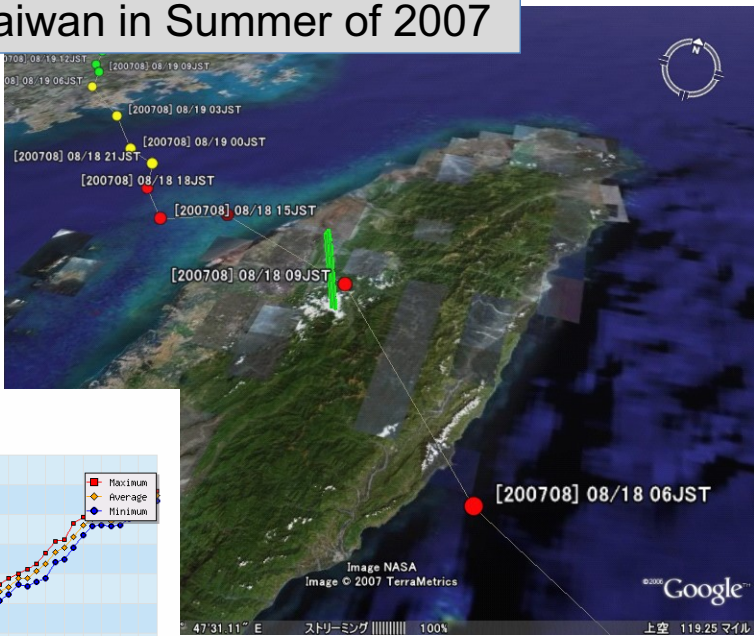 aiwan in Summer of 2007
08/19 12JST
[200708] 08/19 09JST
08] 08/19 06JST
[200708] 08/19 03JST
[200708] 08/19 00JST
[200708] 08/18 21JST
[200708] 08/18 18JST
[200708] 08/18 15JST
[200708] 08/18 09JST
[200708] 08/18 06JST
N
Maximum
Average
Minimum
Image NASA
Image © 2007 TerraMetrics
Google™
47'31.11" E
ストリーミング 100%
上空 119.25 マイル